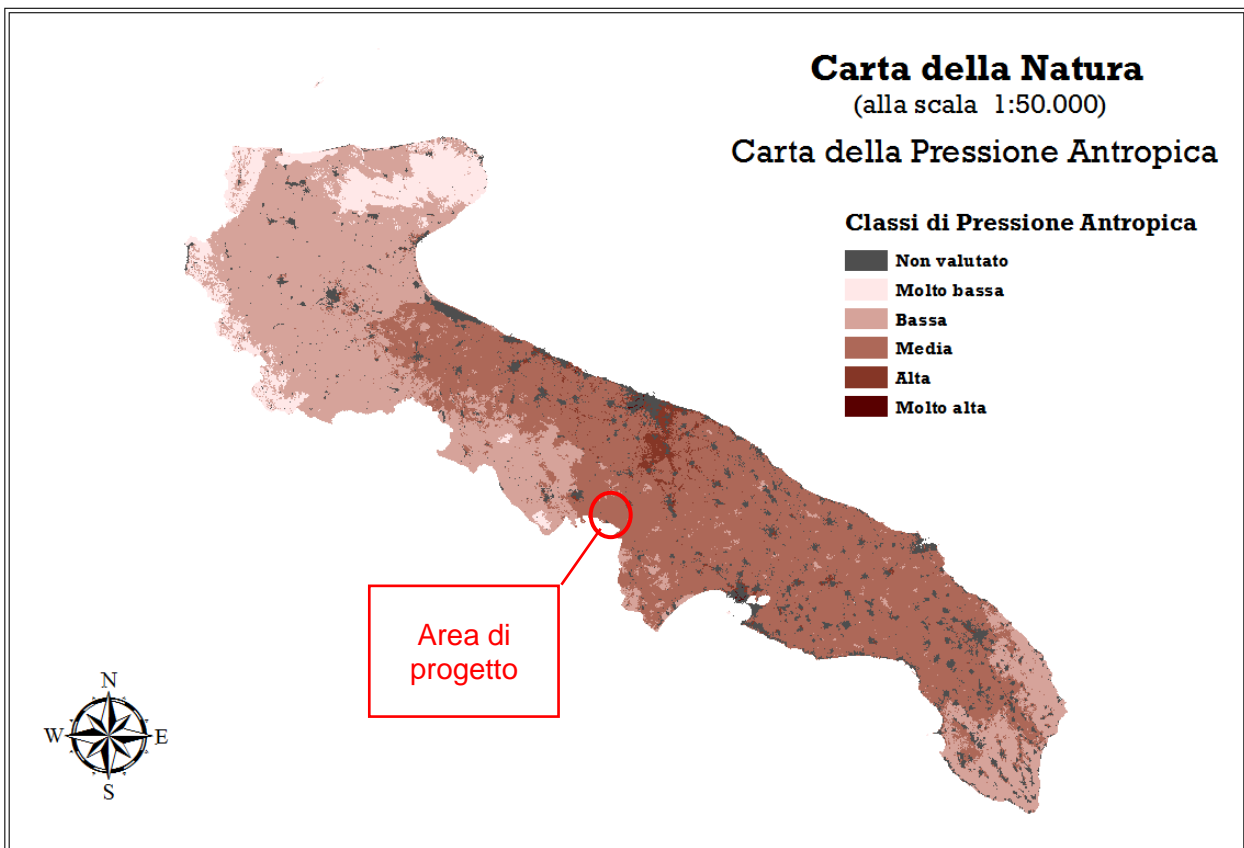 Carta della Natura
(alla scala 1:50.000)
Carta della Pressione Antropica
Classi di Pressione Antropica
Non valutato
Molto bassa
Bassa
Media
Alta
Molto alta
Area di
progetto
N
W
E
S